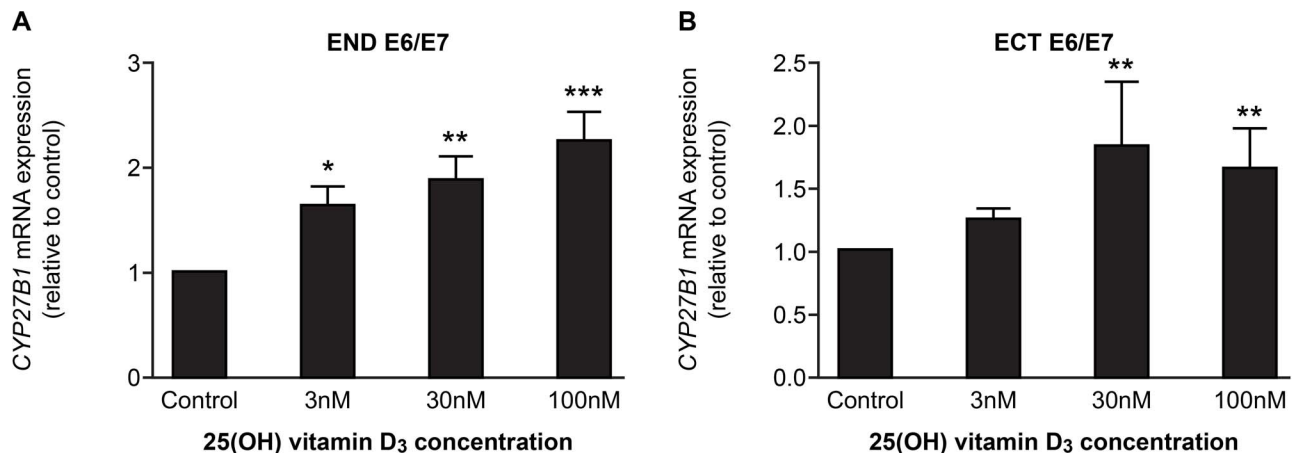 A
END E6/E7
CYP27B1 mRNA expression
(relative to control)
3
2
1
0
*
**
***
Control 3nM 30nM 100nM
25(OH) vitamin D₃ concentration
B
ECT E6/E7
CYP27B1 mRNA expression
(relative to control)
2.5
2.0
1.5
1.0
0.5
0.0
**
**
Control 3nM 30nM 100nM
25(OH) vitamin D₃ concentration